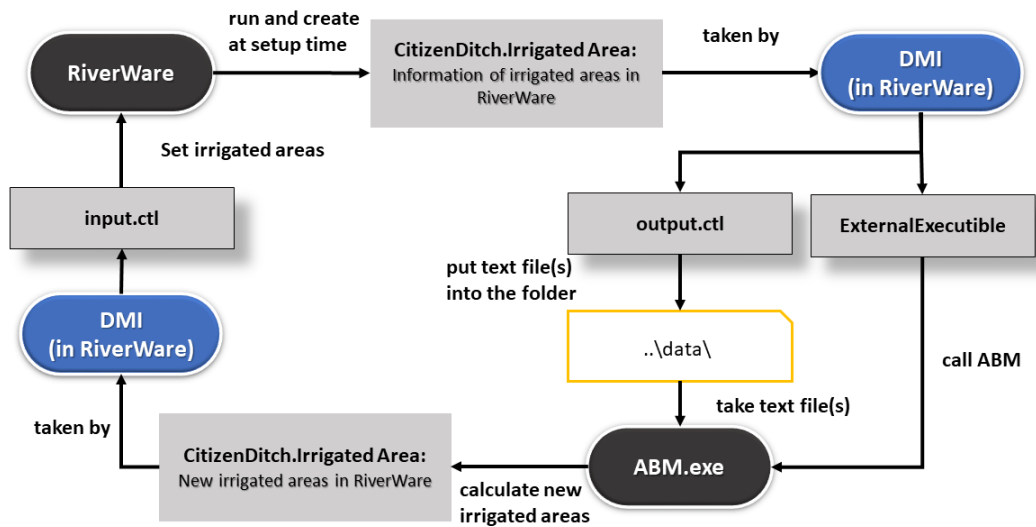 run and create
at setup time
RiverWare
CitizenDitch.Irrigated Area:
Information of irrigated areas in
RiverWare
taken by
DMI
(in RiverWare)
Set irrigated areas
input.ctl
output.ctl
ExternalExecutible
put text file(s)
into the folder
DMI
(in RiverWare)
..\data\
call ABM
taken by
take text file(s)
CitizenDitch.Irrigated Area:
New irrigated areas in RiverWare
ABM.exe
calculate new
irrigated areas